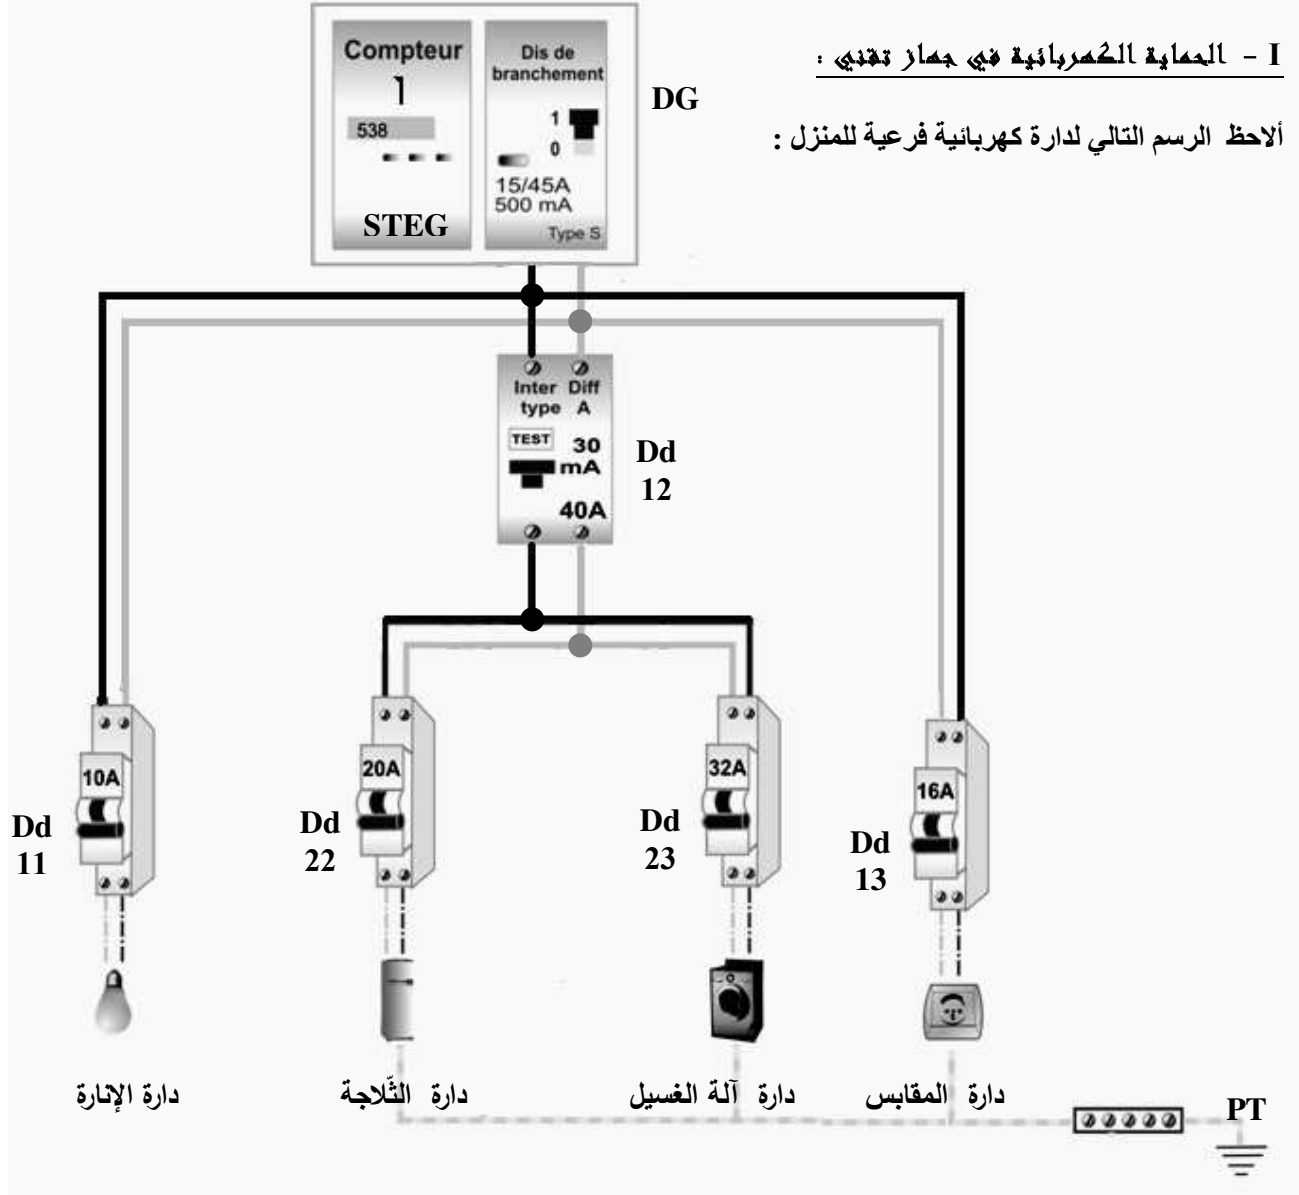 I - الحماية الكهربائية في جهاز تقني :
ألاحظ الرسم التالي لدارة كهربائية فرعية للمنزل :
Compteur
1
538
STEG
Dis de
branchement
1
0
15/45A
500 mA
Type S
DG
Inter Diff
type A
TEST
30
mA
40A
Dd
12
10A
Dd
11
20A
Dd
22
32A
Dd
23
16A
Dd
13
دارة الإنارة
دارة الثّلاجة
دارة آلة الغسيل
دارة المقابس
PT